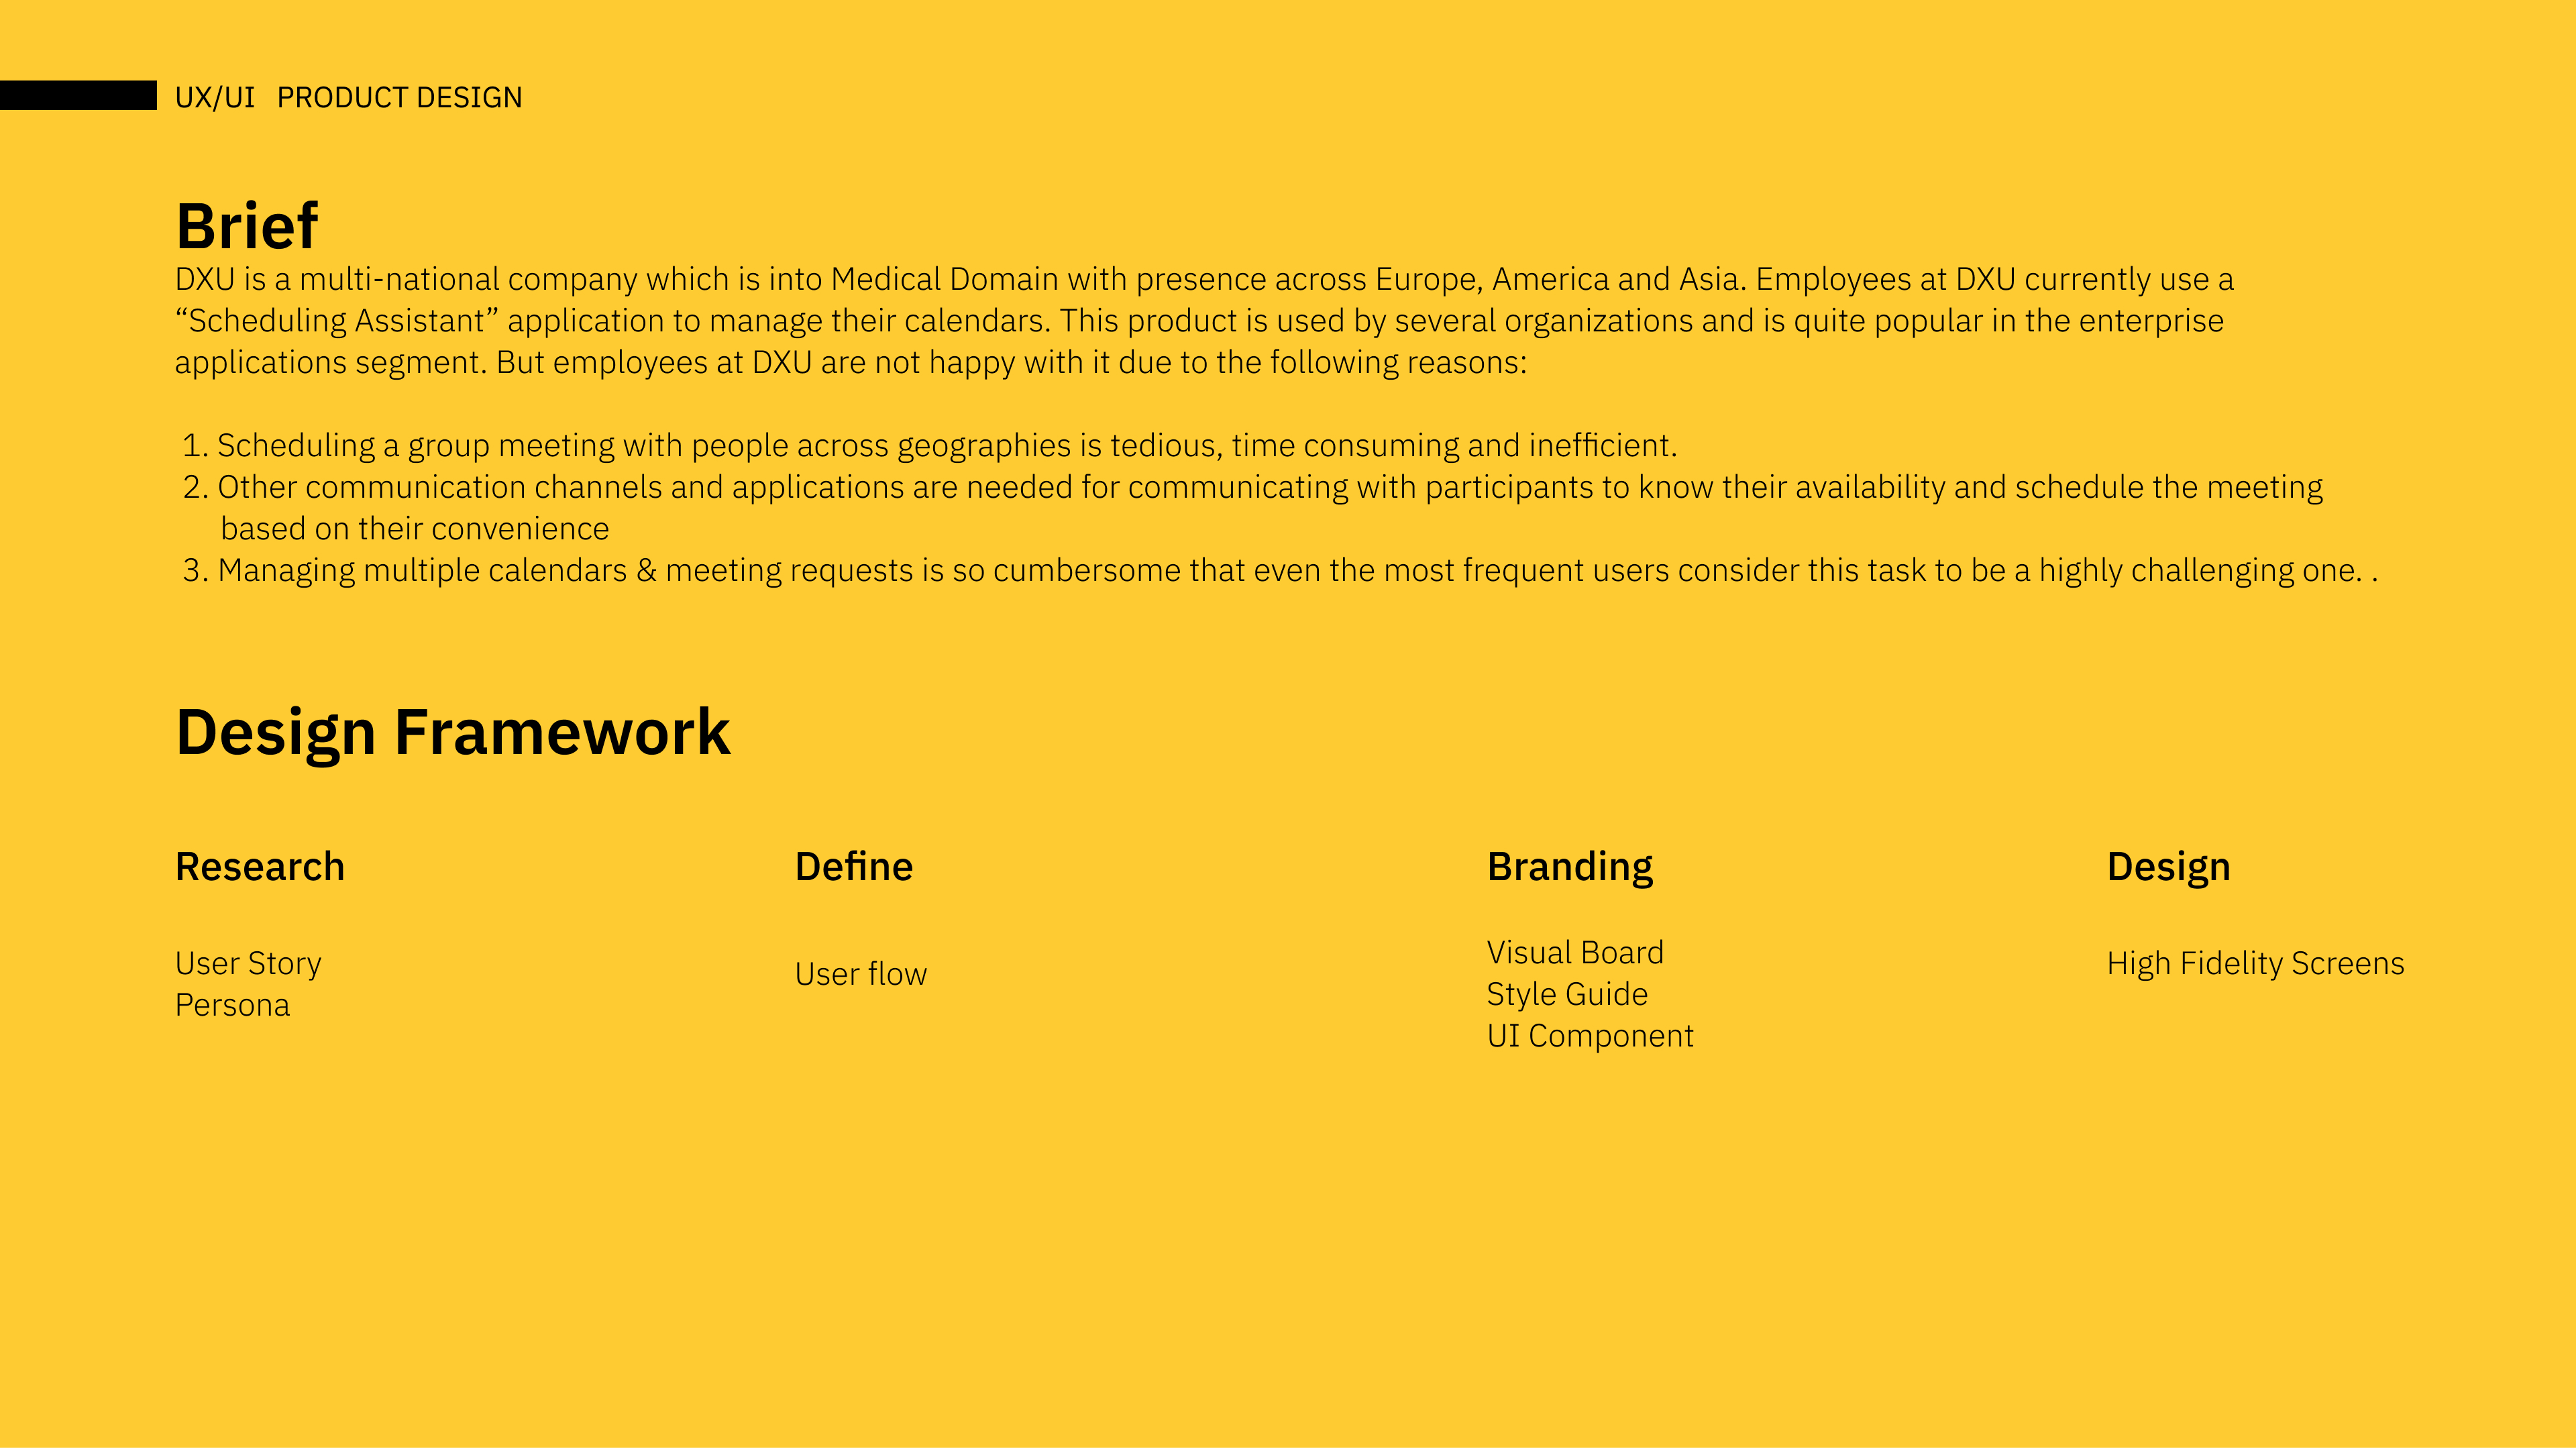 UX/UI PRODUCT DESIGN
Brief
DXU is a multi-national company which is into Medical Domain with presence across Europe, America and Asia. Employees at DXU currently use a
“Scheduling Assistant” application to manage their calendars. This product is used by several organizations and is quite popular in the enterprise
applications segment. But employees at DXU are not happy with it due to the following reasons:
1. Scheduling a group meeting with people across geographies is tedious, time consuming and inefficient.
2. Other communication channels and applications are needed for communicating with participants to know their availability and schedule the meeting
based on their convenience
3. Managing multiple calendars & meeting requests is so cumbersome that even the most frequent users consider this task to be a highly challenging one. .
Design Framework
Research
User Story
Persona
Define
User flow
Branding
Visual Board
Style Guide
UI Component
Design
High Fidelity Screens